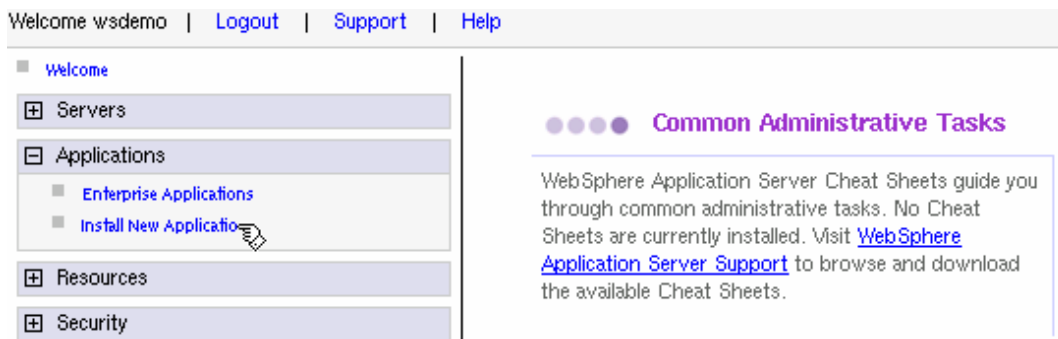 Welcome wsdemo | Logout | Support | Help
Welcome
Servers
Applications
Enterprise Applications
Install New Applicatio
Resources
Security
Common Administrative Tasks
WebSphere Application Server Cheat Sheets guide you
through common administrative tasks. No Cheat
Sheets are currently installed. Visit WebSphere
Application Server Support to browse and download
the available Cheat Sheets.